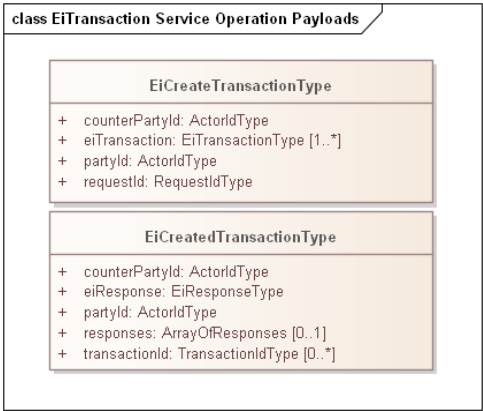 class EiTransaction Service Operation Payloads
EiCreateTransactionType
+ counterPartyId: ActorIdType
+ eiTransaction: EiTransactionType [1..*]
+ partyId: ActorIdType
+ requestId: RequestIdType
EiCreatedTransactionType
+ counterPartyId: ActorIdType
+ eiResponse: EiResponseType
+ partyId: ActorIdType
+ responses: ArrayOfResponses [0..1]
+ transactionId: TransactionIdType [0..*]